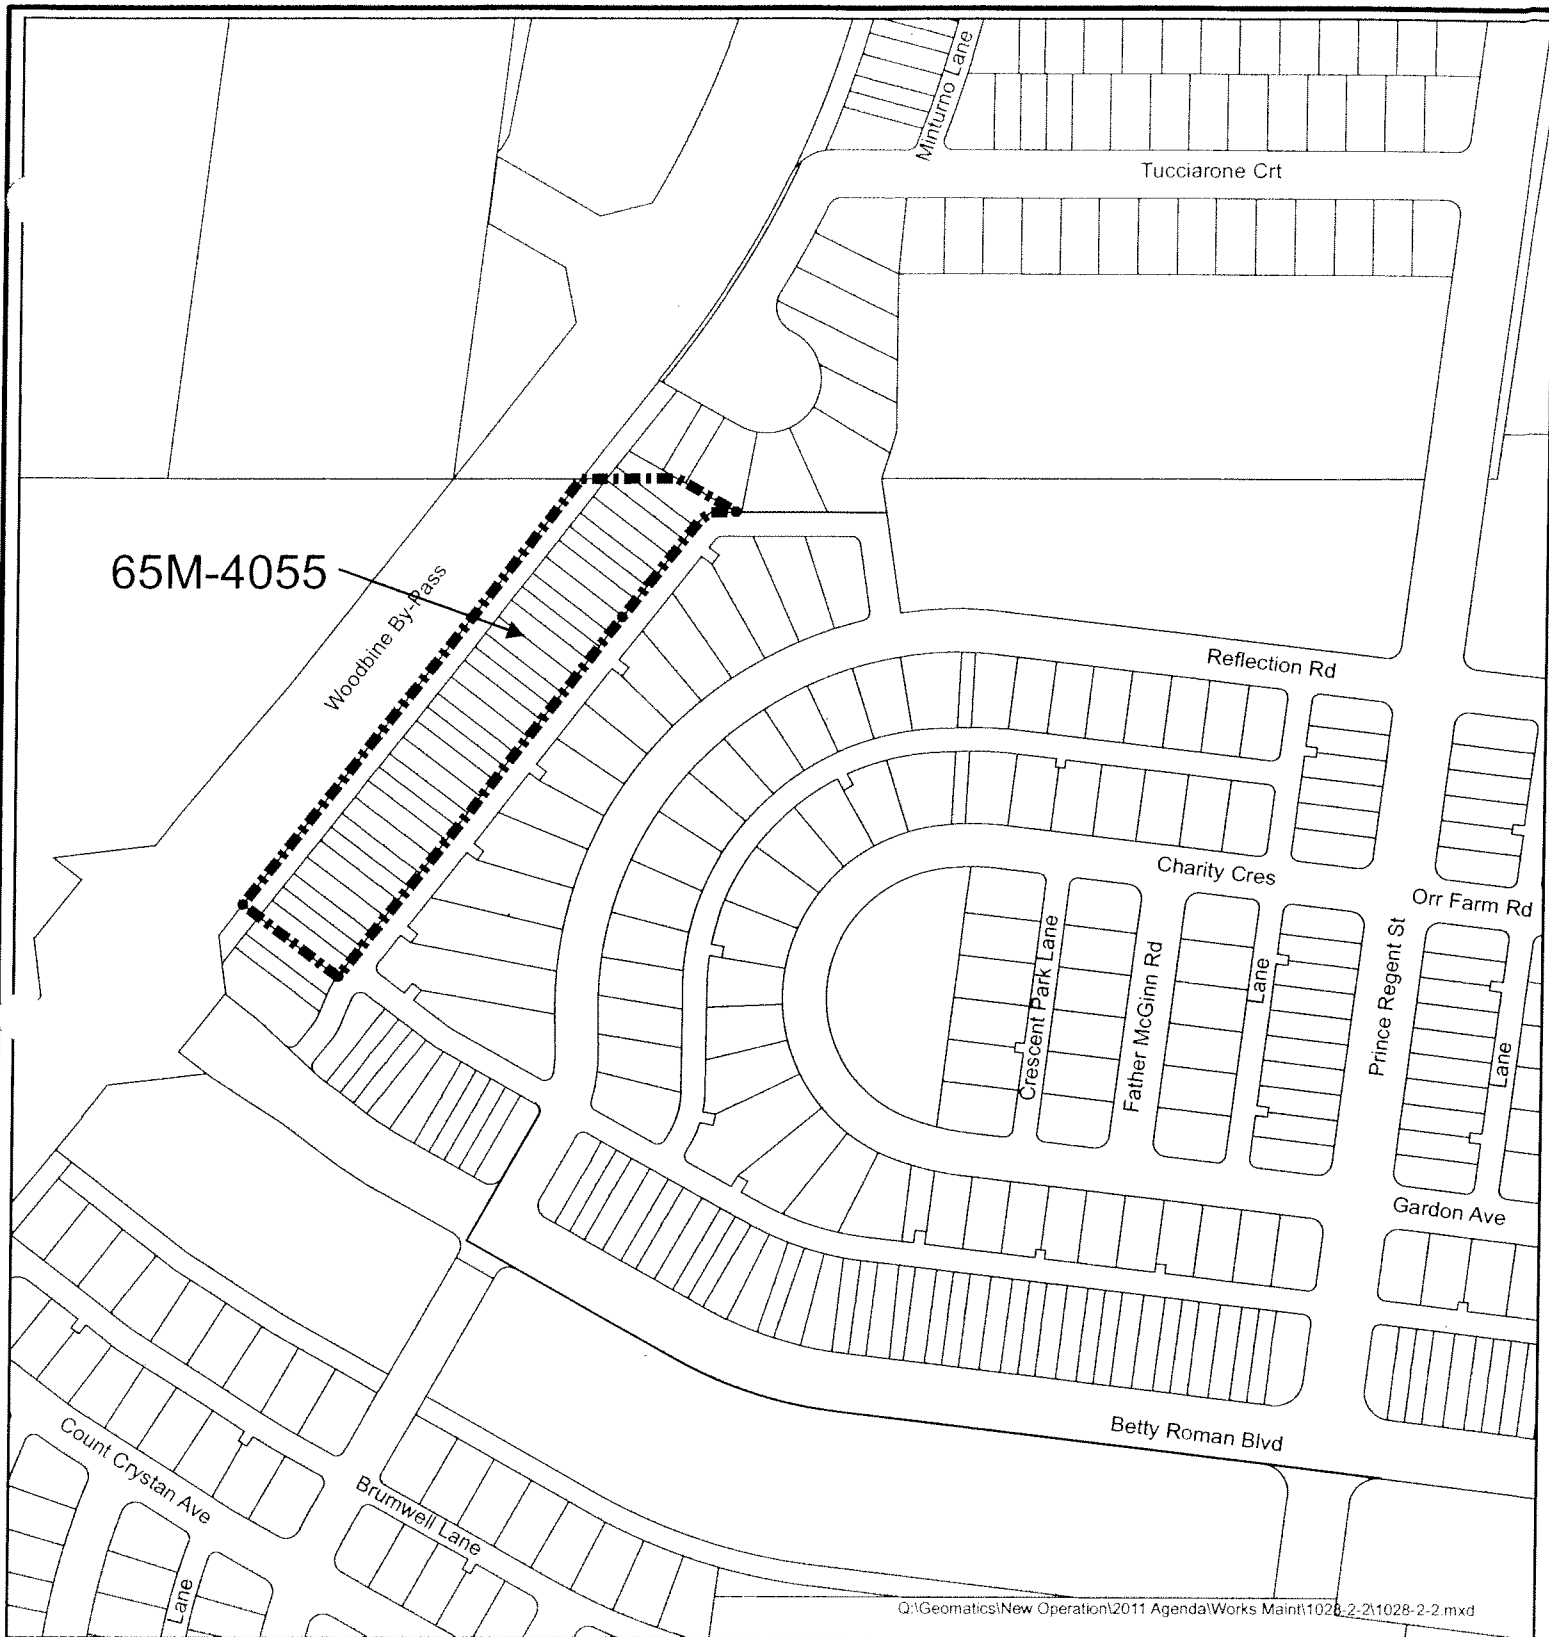 Minturno Lane
Tucciarone Crt
65M-4055
Woodbine By-Pass
Reflection Rd
Charity Cres
Orr Farm Rd
Crescent Park Lane
Father McGinn Rd
Lane
Prince Regent St
Lane
Gardon Ave
Betty Roman Blvd
Count Crystan Ave
Brumwell Lane
Lane
Q:\Geomatics\New Operation\2011 Agenda\Works Maint\1028-2-2\1028-2-2.mxd